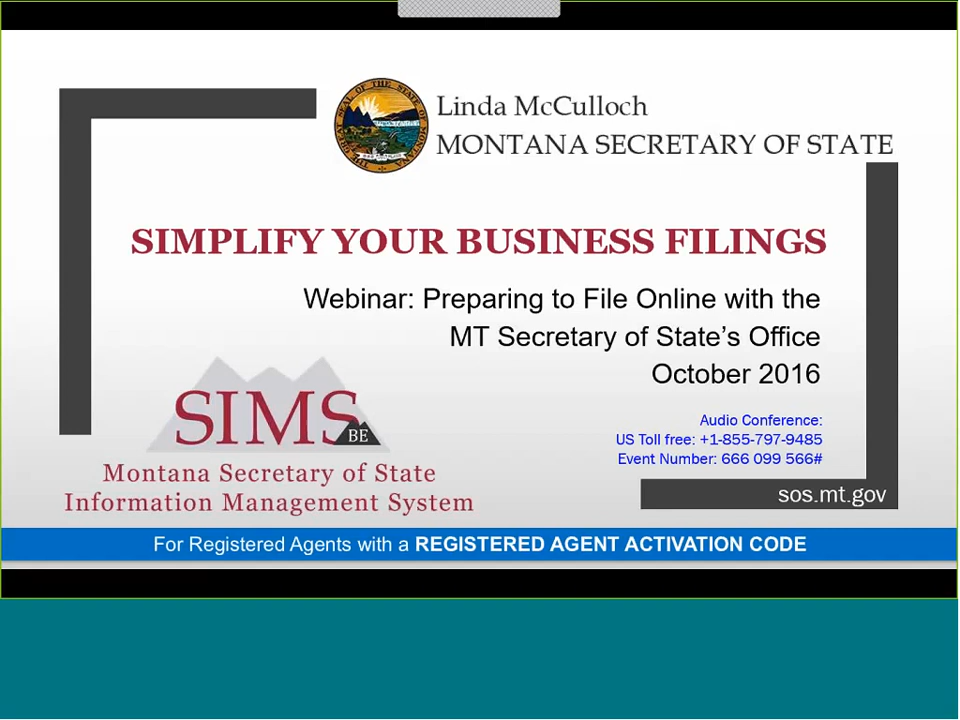 Linda McCulloch
MONTANA SECRETARY OF STATE
SIMPLIFY YOUR BUSINESS FILINGS
Webinar: Preparing to File Online with the
MT Secretary of State's Office
October 2016
SIMS
BE
Montana Secretary of State
Information Management System
Audio Conference:
US Toll free: +1-855-797-9485
Event Number: 666 099 566#
sos.mt.gov
For Registered Agents with a REGISTERED AGENT ACTIVATION CODE